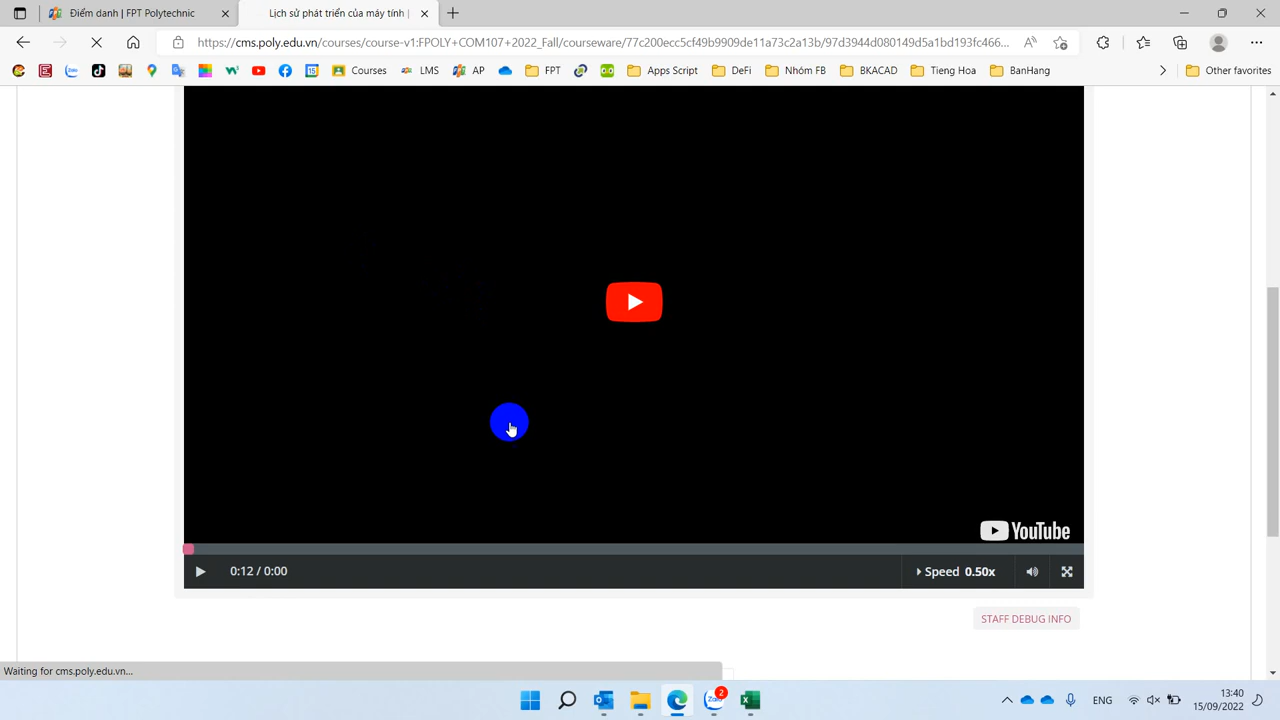 Điểm danh | FPT Polytechnic
Lịch sử phát triển của máy tính |
https://cms.poly.edu.vn/courses/course-v1:FPOLY+COM107+2022_Fall/courseware/77c200ecc5cf49b9909de11a73c2a13b/97d3944d080149d5a1bd193fc466...
Courses
LMS
AP
FPT
Apps Script
Deti
Nhóm FB
BKACAD
Tieng Hoa
BanHang
Other favorites
YouTube
0:12 / 0:00
Speed 0.50x
STAFF DEBUG INFO
Waiting for cms.poly.edu.vn...
Zalo
2
ENG
13:40
15/09/2022